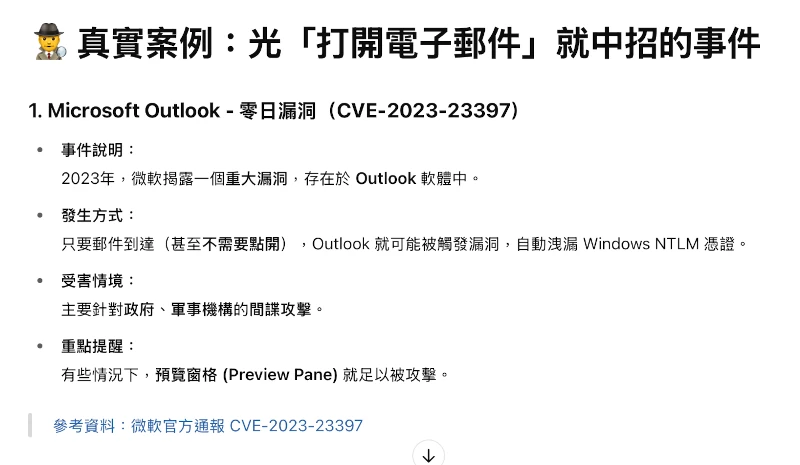 真實案例：光「打開電子郵件」就中招的事件
1. Microsoft Outlook - 零日漏洞（CVE-2023-23397）
事件說明：
2023年，微軟揭露一個重大漏洞，存在於 Outlook 軟體中。
發生方式：
只要郵件到達（甚至不需要點開），Outlook 就可能被觸發漏洞，自動洩漏 Windows NTLM 憑證。
受害情境：
主要針對政府、軍事機構的間諜攻擊。
重點提醒：
有些情況下，預覽窗格 (Preview Pane) 就足以被攻擊。
參考資料：微軟官方通報 CVE-2023-23397